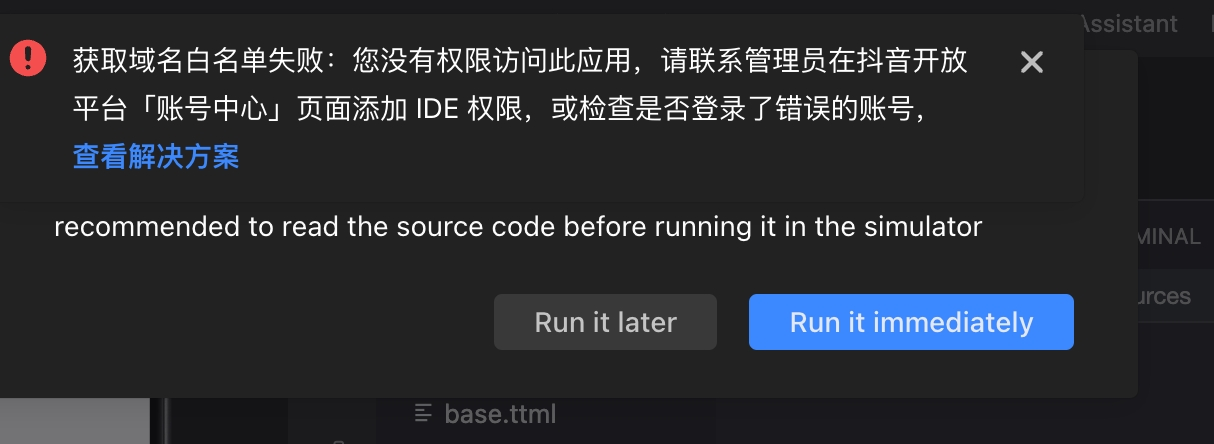 Assistant
获取域名白名单失败：您没有权限访问此应用，请联系管理员在抖音开放
平台「账号中心」页面添加 IDE 权限，或检查是否登录了错误的账号，
查看解决方案
recommended to read the source code before running it in the simulator
MINAL
urces
Run it later
Run it immediately
base.ttml